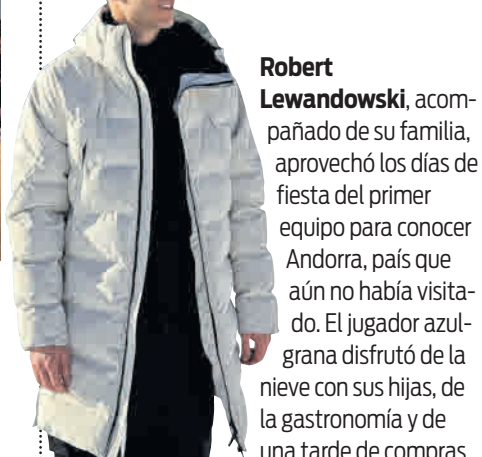 Robert
Lewandowski, acom-
pañado de su familia,
aprovechó los días de
fiesta del primer
equipo para conocer
Andorra, país que
aún no había visita-
do. El jugador azul-
grana disfrutó de la
nieve con sus hijas, de
la gastronomía y de
una tarde de compras